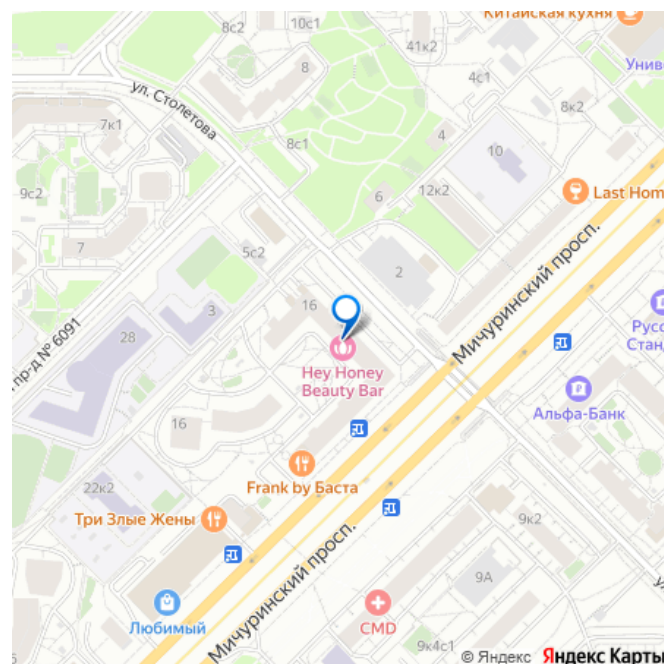 Китайская кухня
8с2
10с1
41к2
Униве
8
4с1
ул. Столетова
8к2
7к1
8с1
4
10
9с2
12к2
6
Last Hom
7
5с2
2
Мичуринский просп.
16
3
Русс
Стан
пр-д № 6091
28
Hey Honey
Beauty Bar
Альфа-Банк
16
Frank by Баста
22к2
Три Злые Жены
9к2
Мичуринский просп.
9А
Любимый
CMD
9к4с1
© Яндекс Яндекс Карты